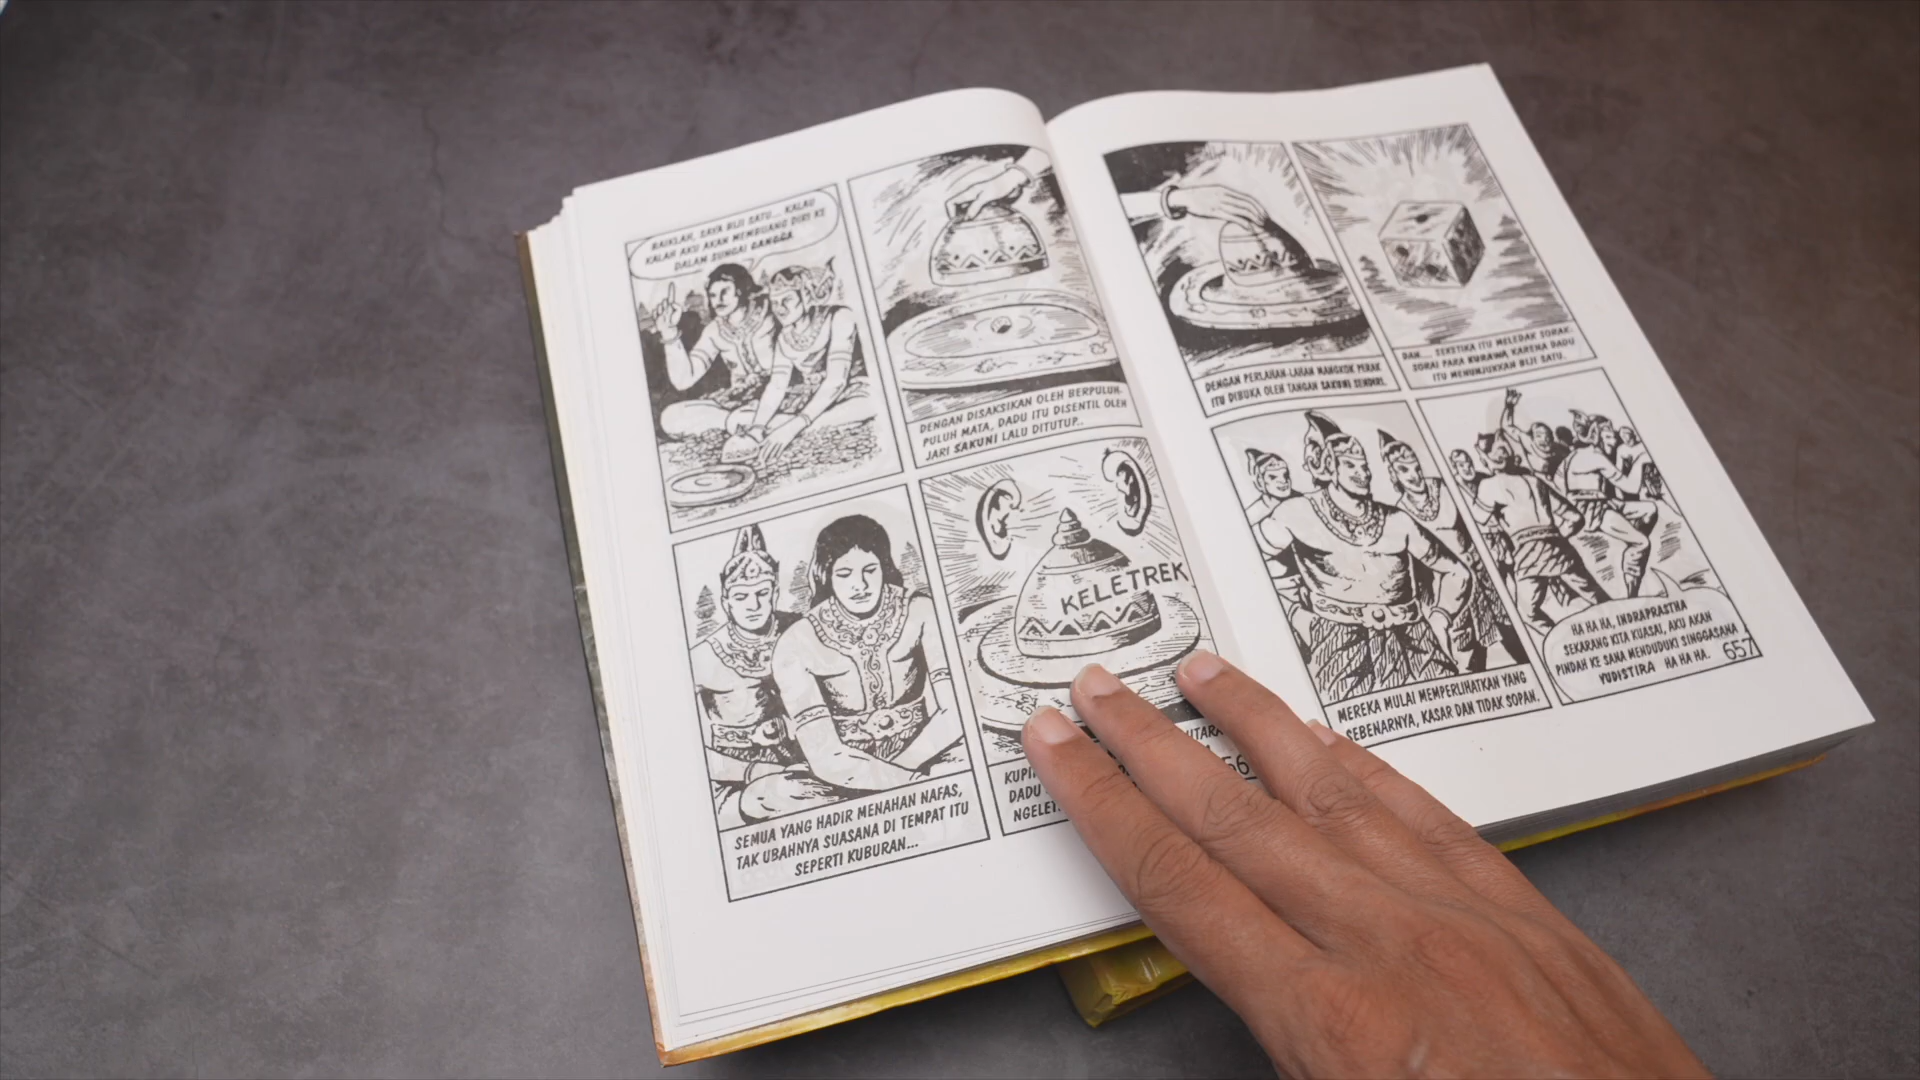 BAIKLAH, SAYA BIJI SATU... KALAU
KALAH AKU AKAN MEMBUANG DIRI KE
DALAM SUNGAI GANGGA
DENGAN DISAKSIKAN OLEH BERPULUH-
PULUH MATA, DADU ITU DISENTIL OLEH
JARI SAKUNI LALU DITUTUP..
SEMUA YANG HADIR MENAHAN NAFAS,
TAK UBAHNYA SUASANA DI TEMPAT ITU
SEPERTI KUBURAN...
KELETREK
DADU
DENGAN PERLAHAN-LAHAN MANGKOK PERAK
ITU DIBUKA OLEH TANGAN SAKUNI SENDIRI.
DAN.... SEKETIKA ITU MELEDAK SORAK-
SORAI PARA KURAWA, KARENA DADU
ITU MENUNJUKKAN BIJI SATU.
MEREKA MULAI MEMPERLIHATKAN YANG
SEBENARNYA, KASAR DAN TIDAK SOPAN.
HA HA HA, INDRAPRASTHA
SEKARANG KITA KUASAI, AKU AKAN
PINDAH KE SANA MENDUDUKI SINGGASANA
YUDISTIRA HA HA HA.
657